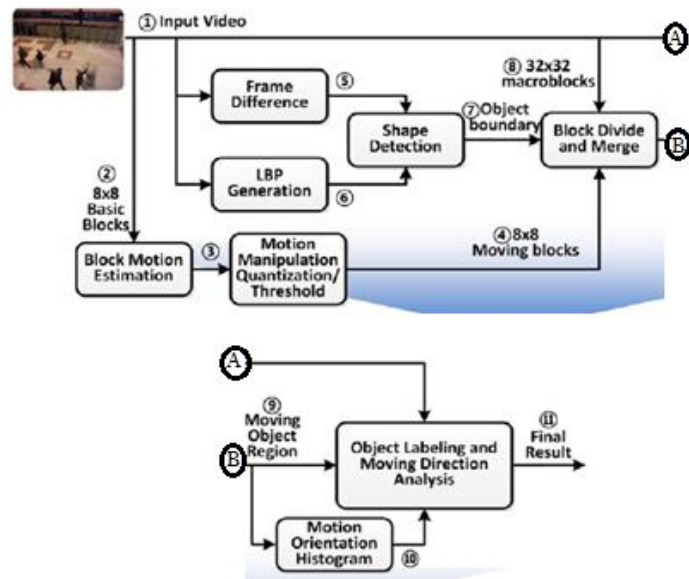 ① Input Video
A
Frame
Difference
⑤
⑧ 32x32
macroblocks
Shape
Detection
⑦Object
boundary
Block Divide
and Merge
B
②
8x8
Basic
Blocks
LBP
Generation
⑥
Block Motion
Estimation
③
Motion
Manipulation
Quantization/
Threshold
④8x8
Moving blocks
A
⑨
Moving
Object
Region
B
Object Labeling and
Moving Direction
Analysis
⑪
Final
Result
Motion
Orientation
Histogram
⑩